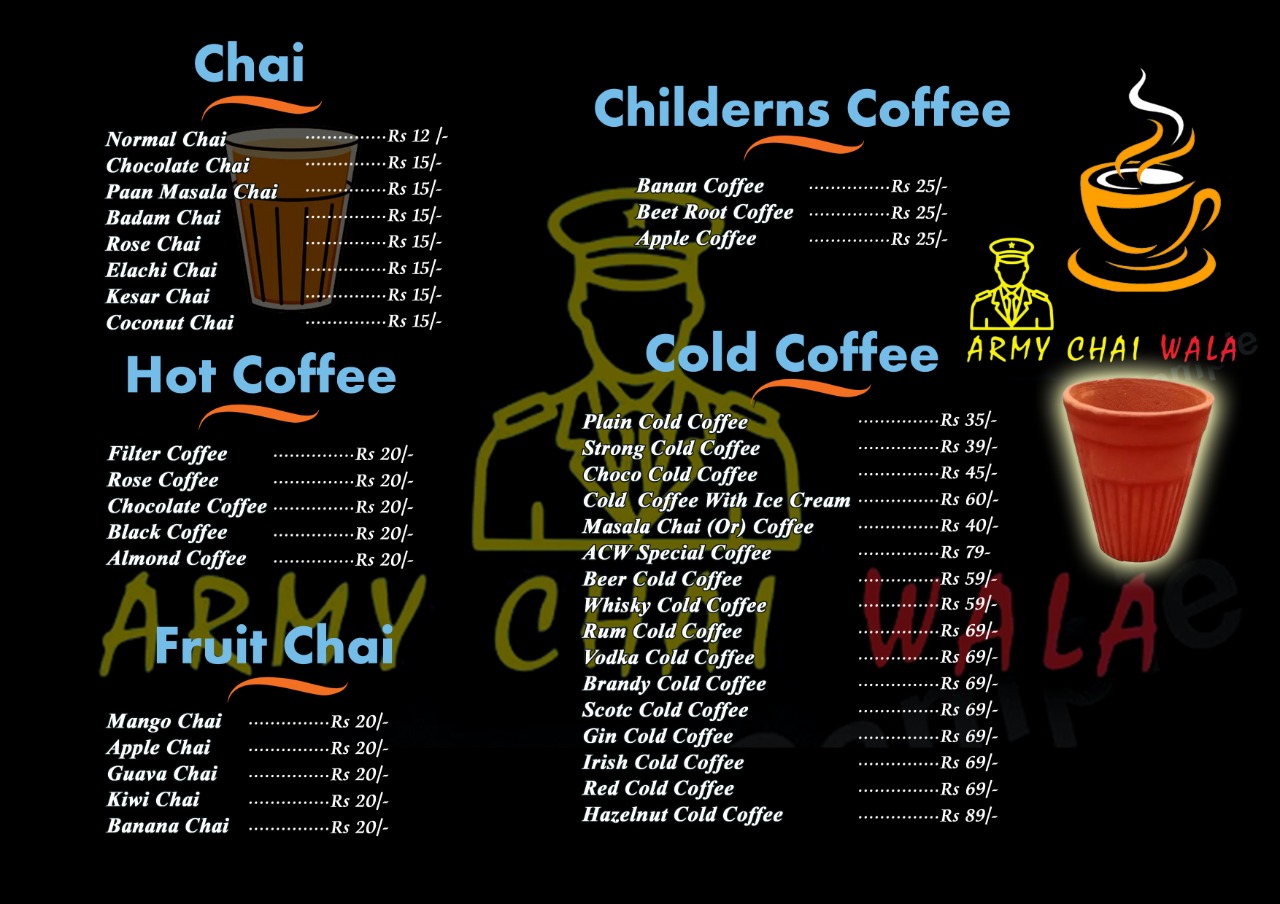 Chai
Normal Chai ...............Rs 12 /-
Chocolate Chai ...............Rs 15/-
Paan Masala Chai ...............Rs 15/-
Badam Chai ...............Rs 15/-
Rose Chai ...............Rs 15/-
Elachi Chai ...............Rs 15/-
Kesar Chai ...............Rs 15/-
Coconut Chai ...............Rs 15/-
Hot Coffee
Filter Coffee ...............Rs 20/-
Rose Coffee ...............Rs 20/-
Chocolate Coffee ...............Rs 20/-
Black Coffee ...............Rs 20/-
Almond Coffee ...............Rs 20/-
Fruit Chai
Mango Chai ...............Rs 20/-
Apple Chai ...............Rs 20/-
Guava Chai ...............Rs 20/-
Kiwi Chai ...............Rs 20/-
Banana Chai ...............Rs 20/-
Childerns Coffee
Banan Coffee ...............Rs 25/-
Beet Root Coffee ...............Rs 25/-
Apple Coffee ...............Rs 25/-
Cold Coffee
Plain Cold Coffee ...............Rs 35/-
Strong Cold Coffee ...............Rs 39/-
Choco Cold Coffee ...............Rs 45/-
Cold Coffee With Ice Cream ...............Rs 60/-
Masala Chai (Or) Coffee ...............Rs 40/-
ACW Special Coffee ...............Rs 79-
Beer Cold Coffee ...............Rs 59/-
Whisky Cold Coffee ...............Rs 59/-
Rum Cold Coffee ...............Rs 69/-
Vodka Cold Coffee ...............Rs 69/-
Brandy Cold Coffee ...............Rs 69/-
Scotc Cold Coffee ...............Rs 69/-
Gin Cold Coffee ...............Rs 69/-
Irish Cold Coffee ...............Rs 69/-
Red Cold Coffee ...............Rs 69/-
Hazelnut Cold Coffee ...............Rs 89/-
ARMY CHAI WALA
ARMY CHAI WALA